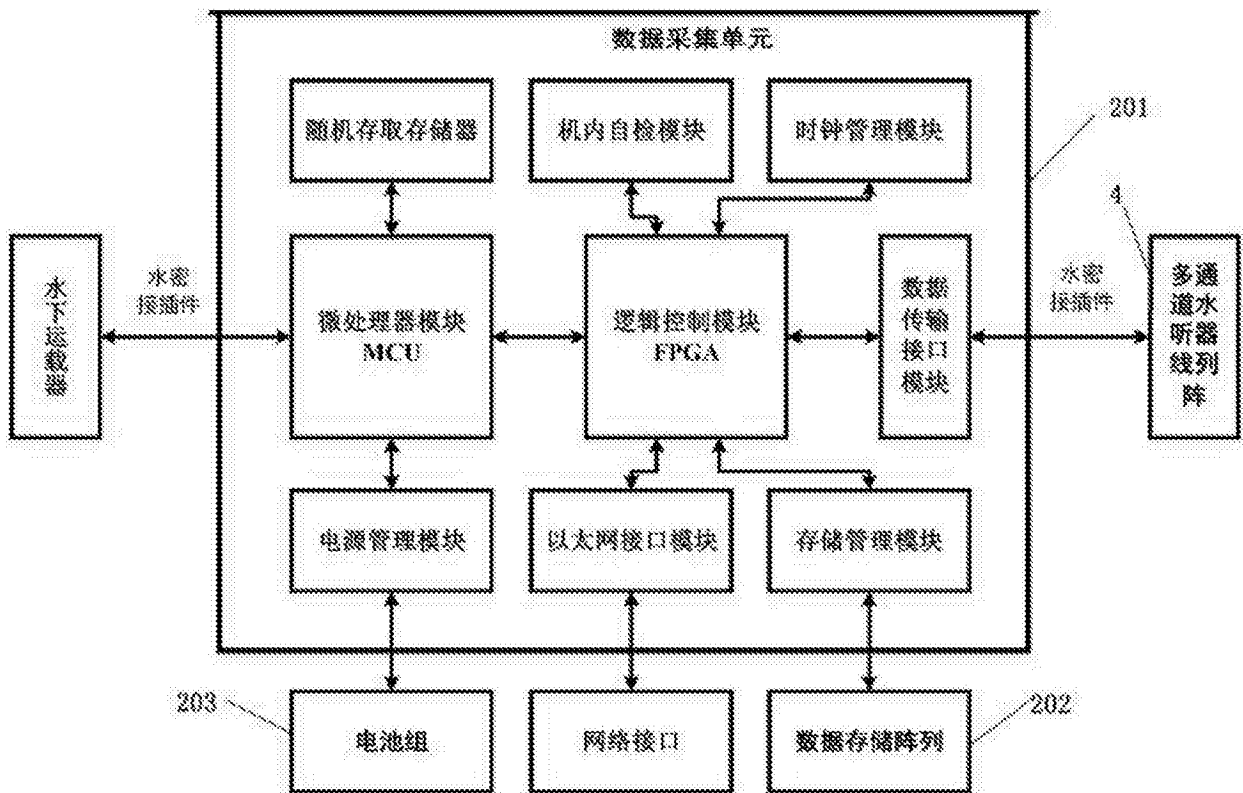 数据采集单元
随机存取存储器
机内自检模块
时钟管理模块
201
4
水下运载器
水密
接插件
微处理器模块
MCU
逻辑控制模块
FPGA
数据
传输
接口
模块
水密
接插件
多通
道水
听器
线列
阵
电源管理模块
以太网接口模块
存储管理模块
203
电池组
网络接口
数据存储阵列
202